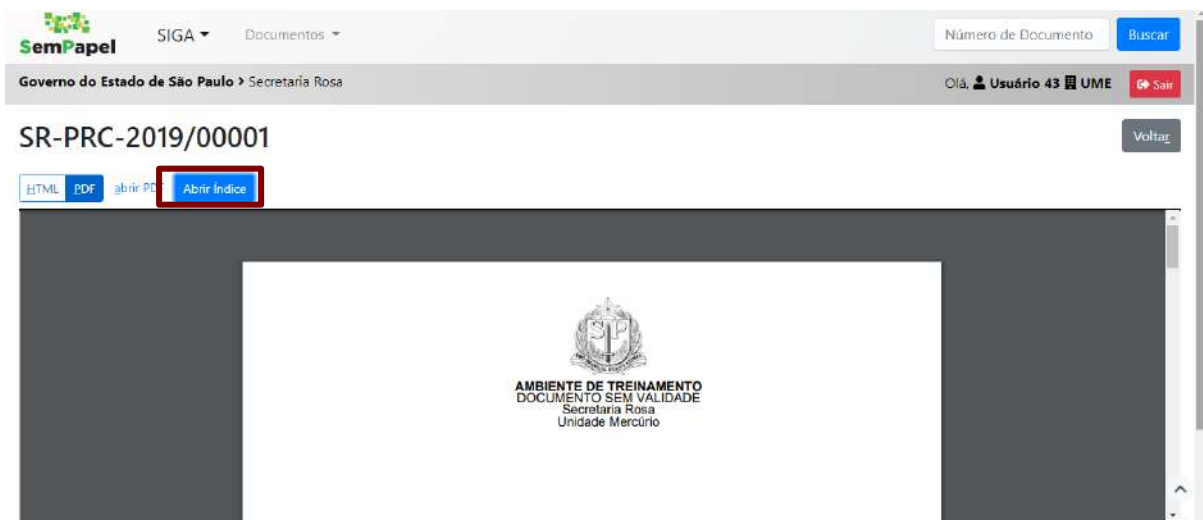 SemPapel
SIGA Documentos Número de Documento Buscar
Governo do Estado de São Paulo > Secretaria Rosa Olá, Usuário 43 UME Sair
SR-PRC-2019/00001 Voltar
HTML PDF abrir PDF Abrir Índice
SP
AMBIENTE DE TREINAMENTO
DOCUMENTO SEM VALIDADE
Secretaria Rosa
Unidade Mercúrio